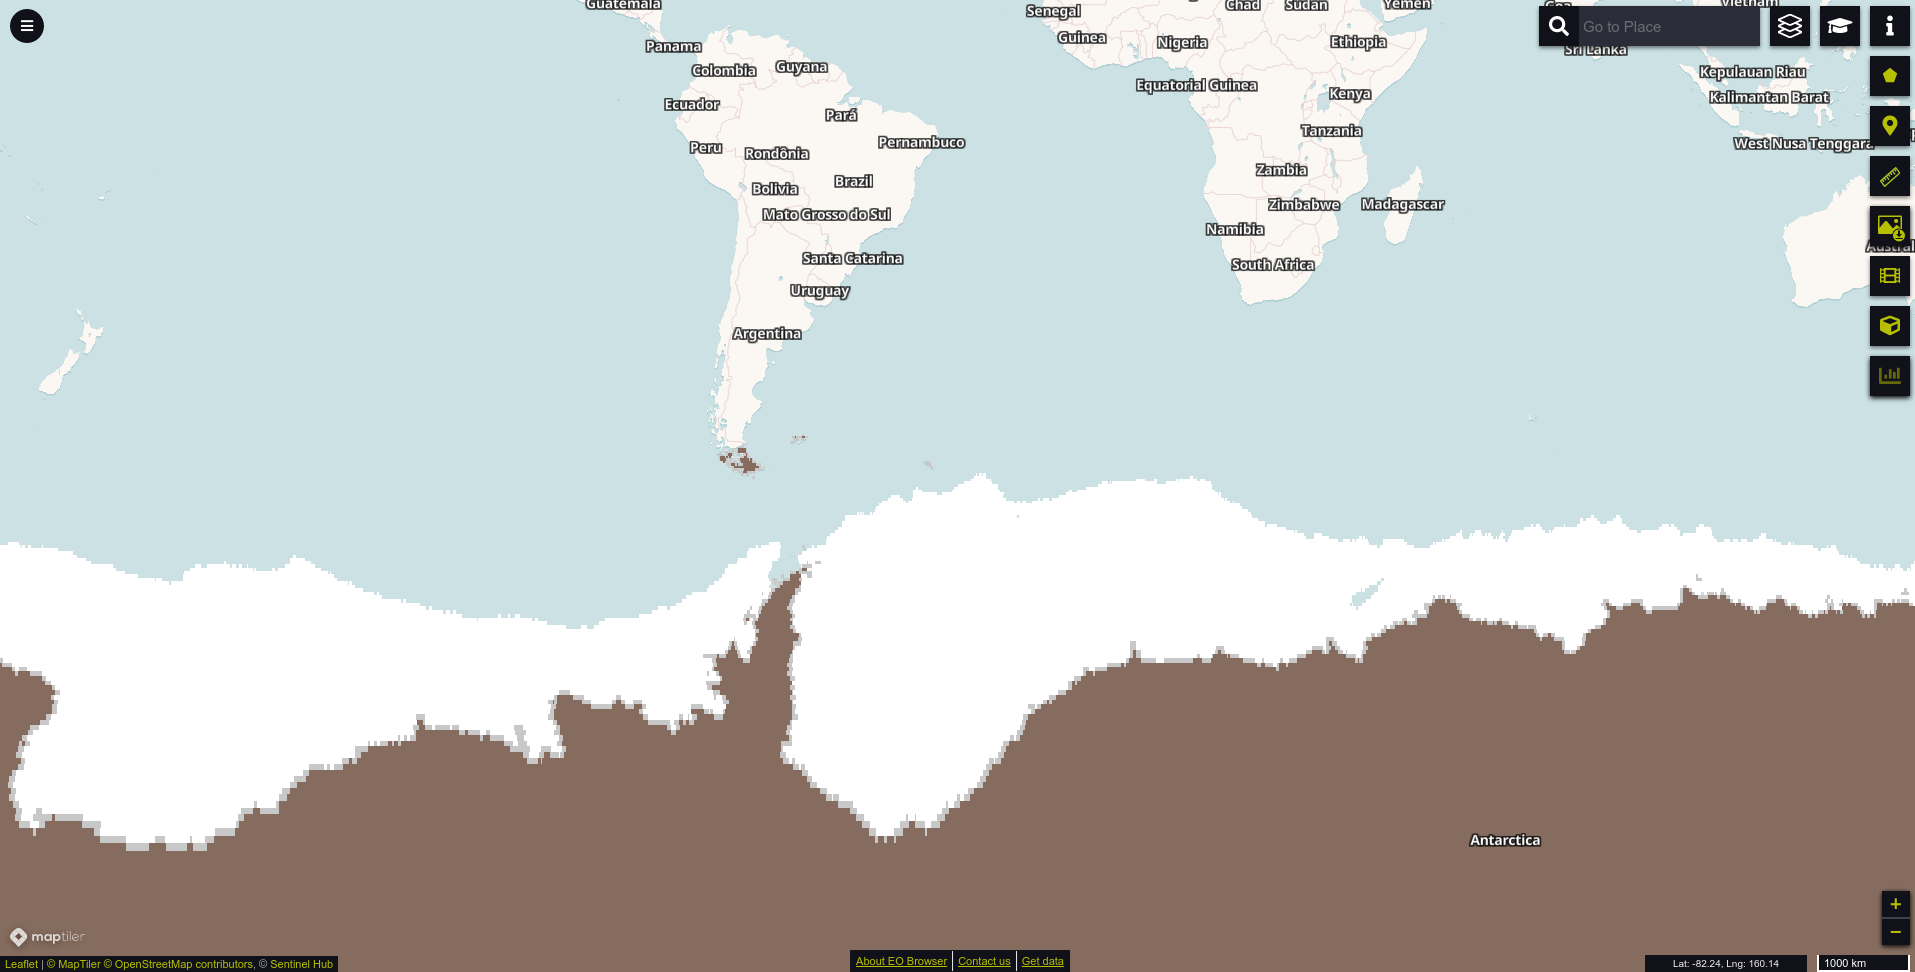 Guatemala
Senegal
Chad
Sudan
Yemen
Goa
Vietnam
Go to Place
Panama
Guinea
Nigeria
Ethiopia
Sri Lanka
Colombia
Guyana
Equatorial Guinea
Kenya
Kepulauan Riau
Kalimantan Barat
Ecuador
Pará
Pernambuco
Tanzania
West Nusa Tenggara
Peru
Rondônia
Zambia
Bolivia
Brazil
Mato Grosso do Sul
Zimbabwe
Madagascar
Namibia
Santa Catarina
South Africa
Uruguay
Argentina
Antarctica
maptiler
Leaflet | © MapTiler © OpenStreetMap contributors, © Sentinel Hub
About EO Browser
Contact us
Get data
Lat: -82.24, Lng: 160.14
1000 km